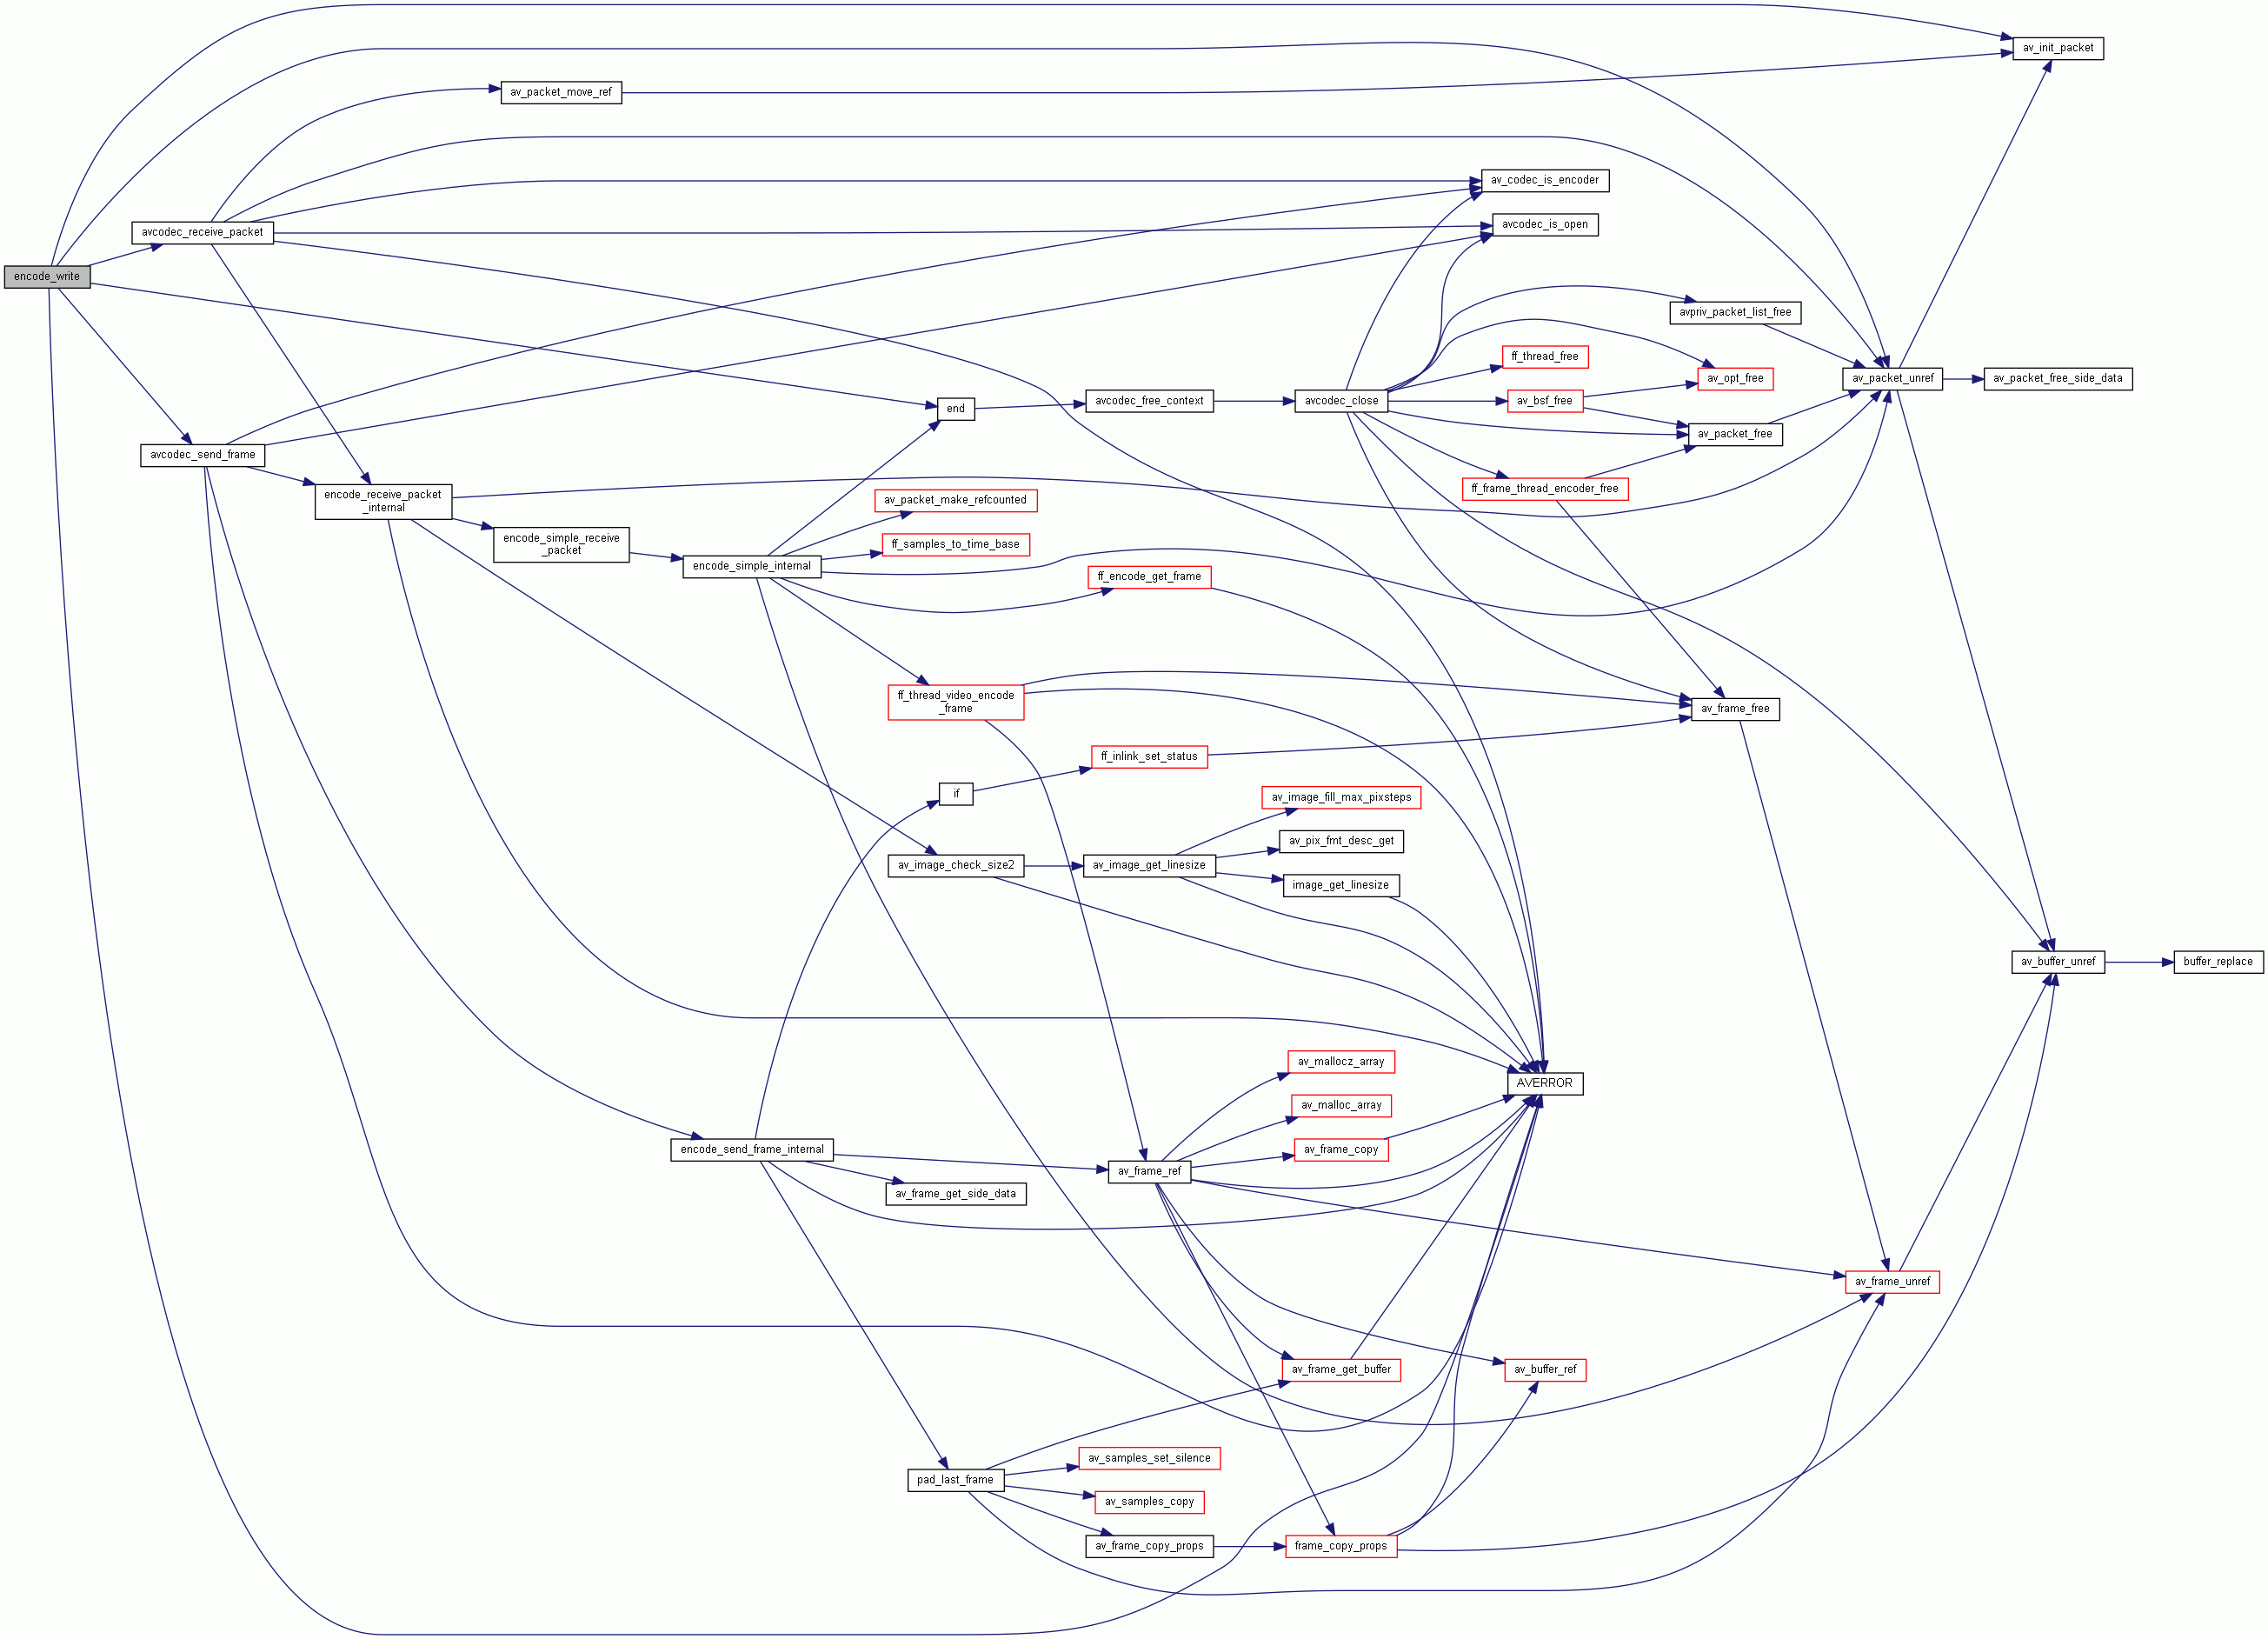 av_init_packet
av_packet_move_ref
av_codec_is_encoder
avcodec_is_open
avcodec_receive_packet
encode_write
avpriv_packet_list_free
ff_thread_free
av_opt_free
av_packet_unref
av_packet_free_side_data
end
avcodec_free_context
avcodec_close
av_bsf_free
av_packet_free
avcodec_send_frame
encode_receive_packet
_internal
ff_frame_thread_encoder_free
av_packet_make_refcounted
encode_simple_receive
_packet
ff_samples_to_time_base
encode_simple_internal
ff_encode_get_frame
ff_thread_video_encode
_frame
av_frame_free
ff_inlink_set_status
if
av_image_fill_max_pixsteps
av_pix_fmt_desc_get
av_image_check_size2
av_image_get_linesize
image_get_linesize
av_buffer_unref
buffer_replace
av_mallocz_array
AVERROR
av_malloc_array
encode_send_frame_internal
av_frame_copy
av_frame_ref
av_frame_get_side_data
av_frame_unref
av_frame_get_buffer
av_buffer_ref
av_samples_set_silence
pad_last_frame
av_samples_copy
av_frame_copy_props
frame_copy_props